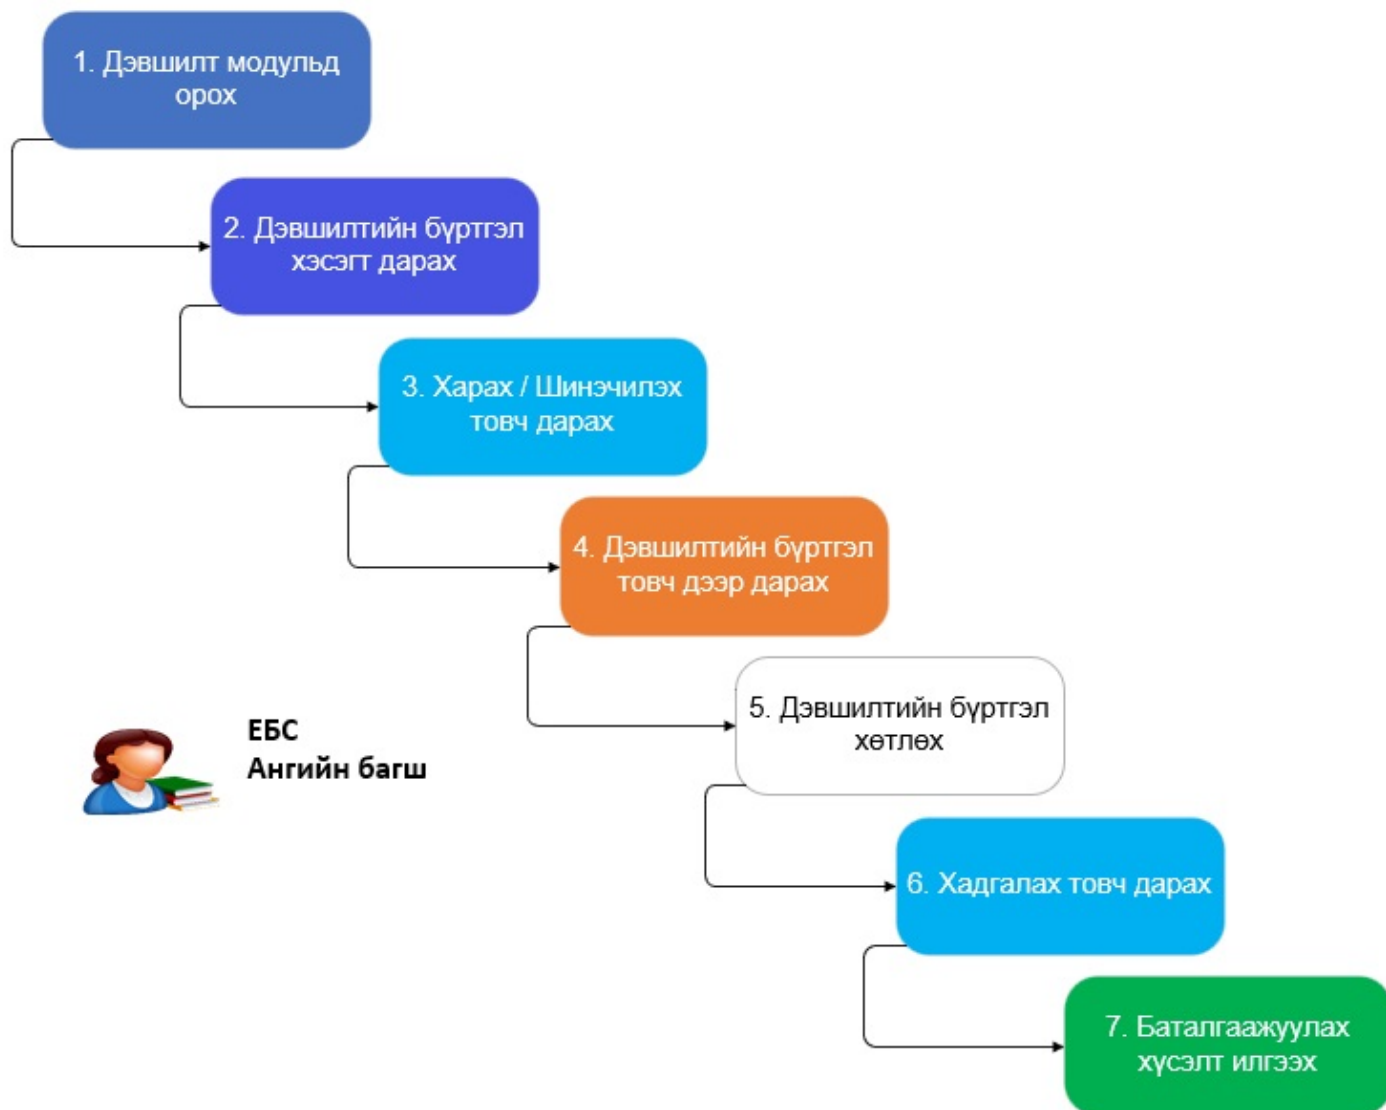 1. Дэвшилт модульд
орох
2. Дэвшилтийн бүртгэл
хэсэгт дарах
3. Харах / Шинэчилэх
товч дарах
4. Дэвшилтийн бүртгэл
товч дээр дарах
5. Дэвшилтийн бүртгэл
хөтлөх
ЕБС
Ангийн багш
6. Хадгалах товч дарах
7. Баталгаажуулах
хүсэлт илгээх